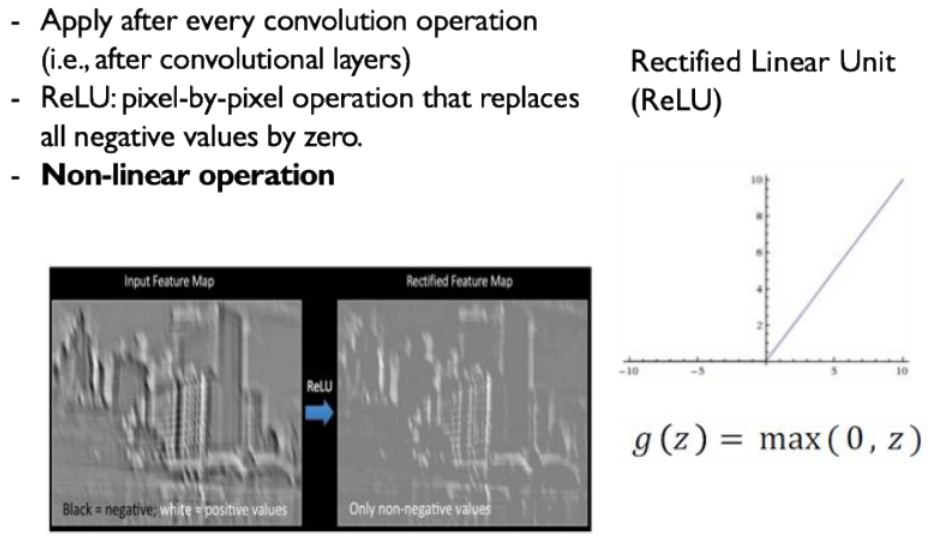 - Apply after every convolution operation
(i.e., after convolutional layers)
- ReLU: pixel-by-pixel operation that replaces
all negative values by zero.
- Non-linear operation
Rectified Linear Unit
(ReLU)
Input Feature Map
Rectified Feature Map
ReLU
Black = negative; white = positive values
Only non-negative values
10
8
6
4
2
-10 -5 5 10
g(z) = max(0, z)